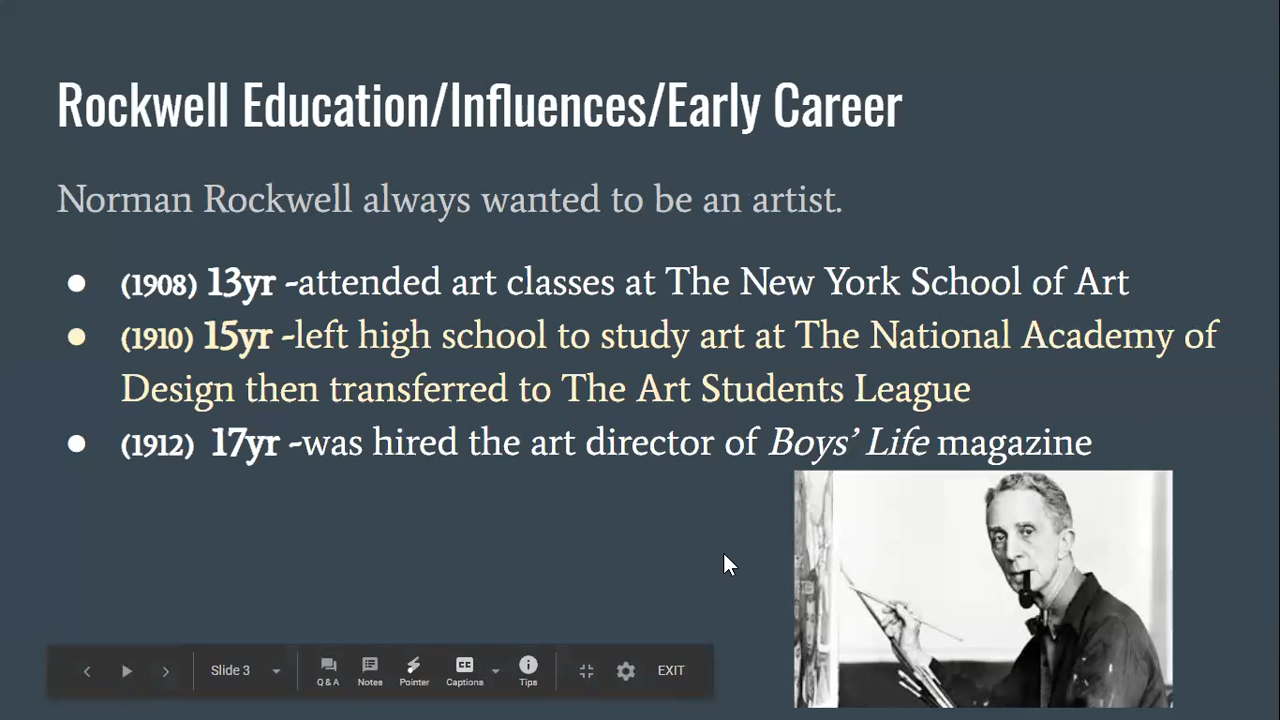 Rockwell Education/Influences/Early Career
Norman Rockwell always wanted to be an artist.
● (1908) 13yr -attended art classes at The New York School of Art
● (1910) 15yr -left high school to study art at The National Academy of
Design then transferred to The Art Students League
● (1912) 17yr -was hired the art director of Boys’ Life magazine
Slide 3
Q & A
Notes
Pointer
Captions
Tips
EXIT